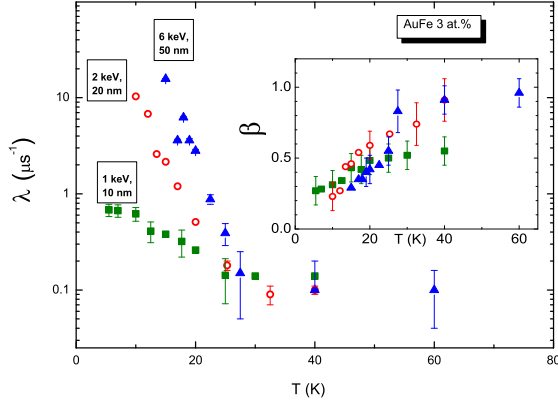 AuFe 3 at.%
6 keV,
50 nm
2 keV,
20 nm
1 keV,
10 nm
λ (μs⁻¹)
10
1
0.1
0 20 40 60 80
T (K)
β
1.0
0.5
0.0
0 20 40 60
T (K)